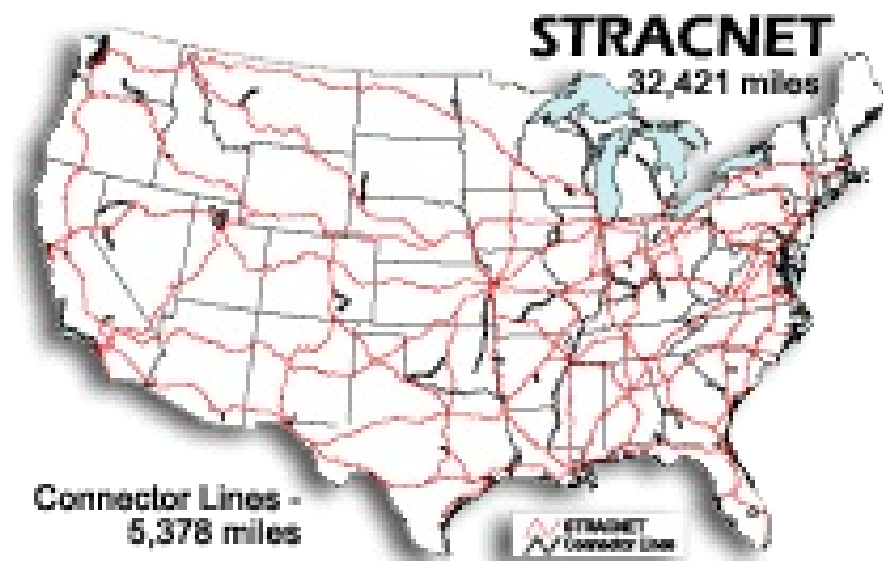 STRACNET
32,421 miles
Connector Lines -
5,378 miles
STRACNET
Connector Lines